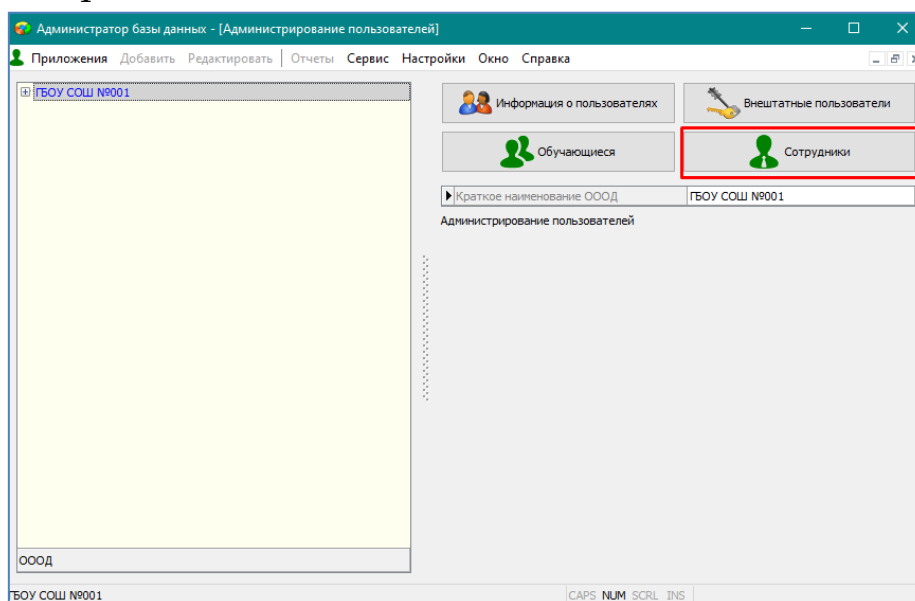 Администратор базы данных - [Администрирование пользователей]
Приложения Добавить Редактировать Отчеты Сервис Настройки Окно Справка
ГБОУ СОШ №001
Информация о пользователях
Внештатные пользователи
Обучающиеся
Сотрудники
Краткое наименование ОООД ГБОУ СОШ №001
Администрирование пользователей
ОООД
ГБОУ СОШ №001 CAPS NUM SCRL INS